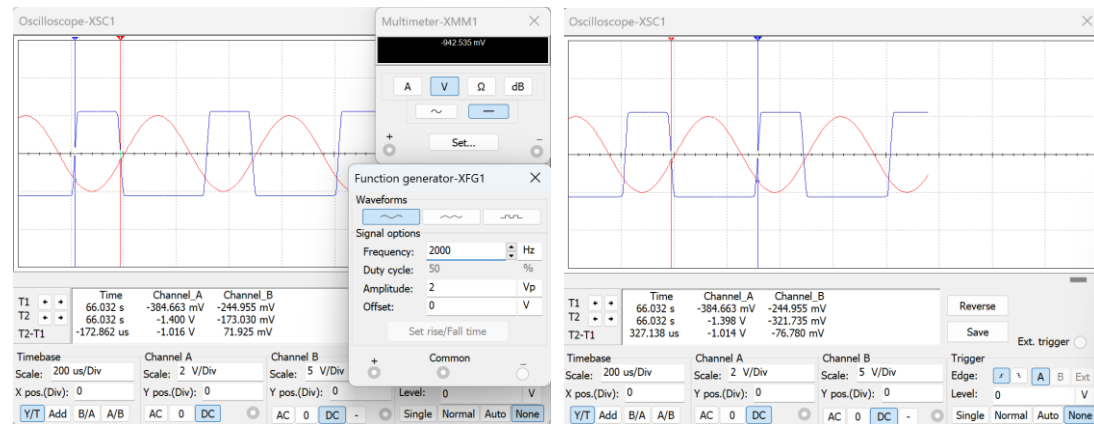 Oscilloscope-XSC1
T1
T2
T2-T1
Time Channel_A Channel_B
66.032 s -384.663 mV -244.955 mV
66.032 s -1.400 V -173.030 mV
-172.862 us -1.016 V 71.925 mV
Timebase
Scale: 200 us/Div
X pos.(Div): 0
Y/T Add B/A A/B
Channel A
Scale: 2 V/Div
Y pos.(Div): 0
AC 0 DC
Channel B
Scale: 5 V/Div
Y pos.(Div): 0
AC 0 DC -
Level: 0 V
Single Normal Auto None
Multimeter-XMM1
-942.535 mV
A V Ω dB
+ Set... -
Function generator-XFG1
Waveforms
Signal options
Frequency: 2000 Hz
Duty cycle: 50 %
Amplitude: 2 Vp
Offset: 0 V
Set rise/Fall time
+ Common -
Oscilloscope-XSC1
T1
T2
T2-T1
Time Channel_A Channel_B
66.032 s -384.663 mV -244.955 mV
66.032 s -1.398 V -321.735 mV
327.138 us -1.014 V -76.780 mV
Reverse
Save
Ext. trigger
Timebase
Scale: 200 us/Div
X pos.(Div): 0
Y/T Add B/A A/B
Channel A
Scale: 2 V/Div
Y pos.(Div): 0
AC 0 DC
Channel B
Scale: 5 V/Div
Y pos.(Div): 0
AC 0 DC -
Trigger
Edge: A B Ext
Level: 0 V
Single Normal Auto None